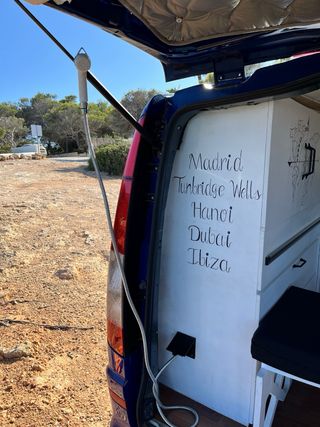 Madrid
Tunbridge Wells
Hanoi
Dubai
Ibiza